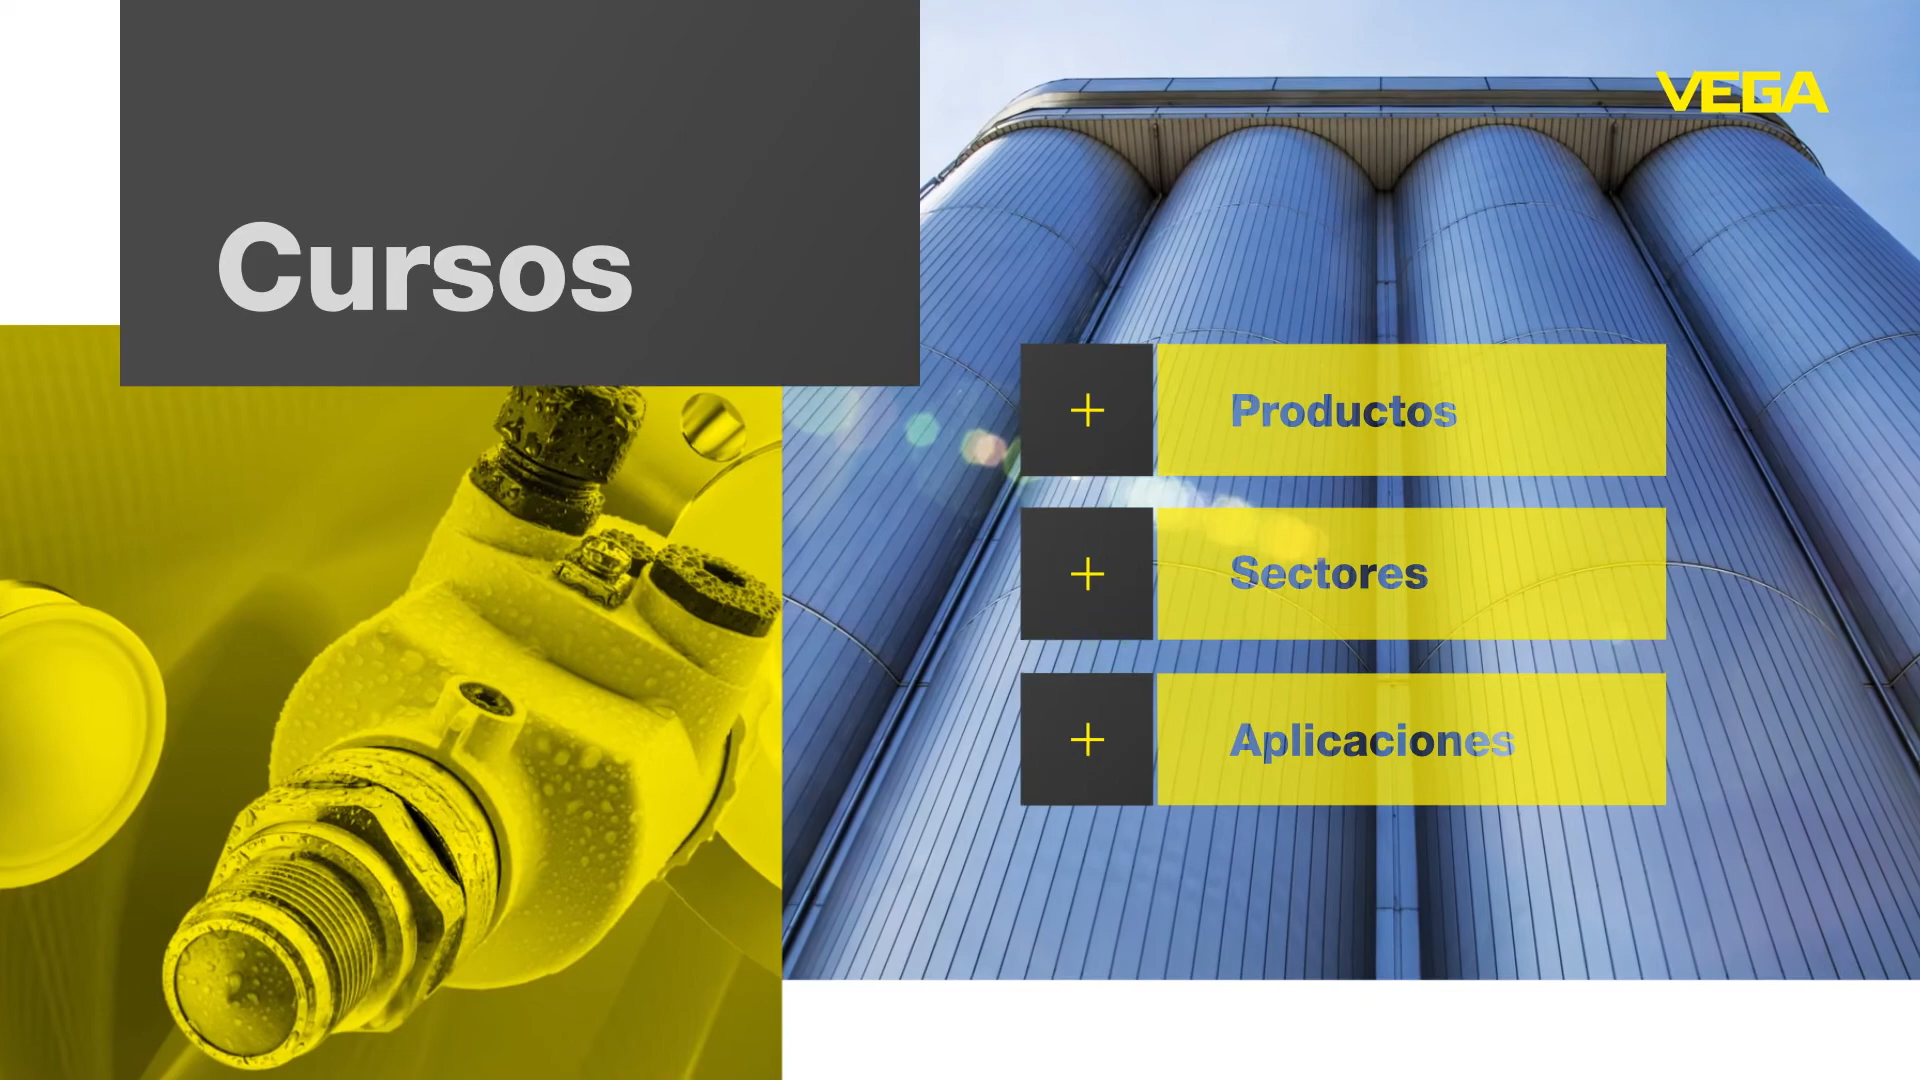 Cursos
VEGA
Productos
Sectores
Aplicaciones